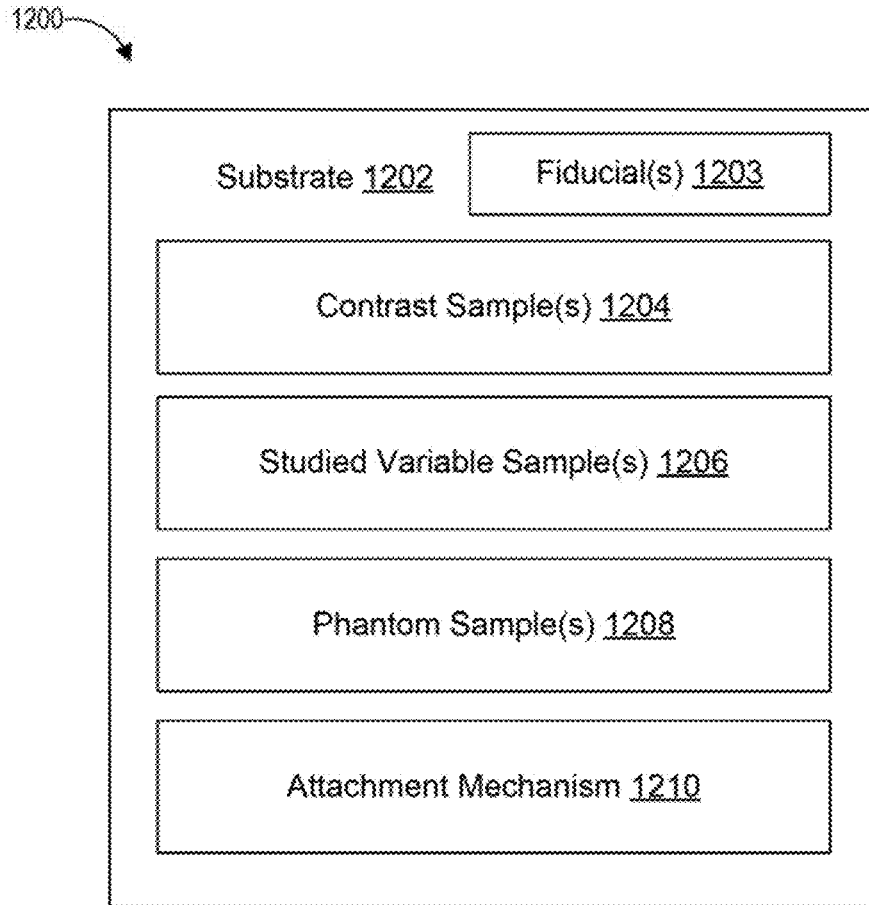 1200
Substrate 1202
Fiducial(s) 1203
Contrast Sample(s) 1204
Studied Variable Sample(s) 1206
Phantom Sample(s) 1208
Attachment Mechanism 1210